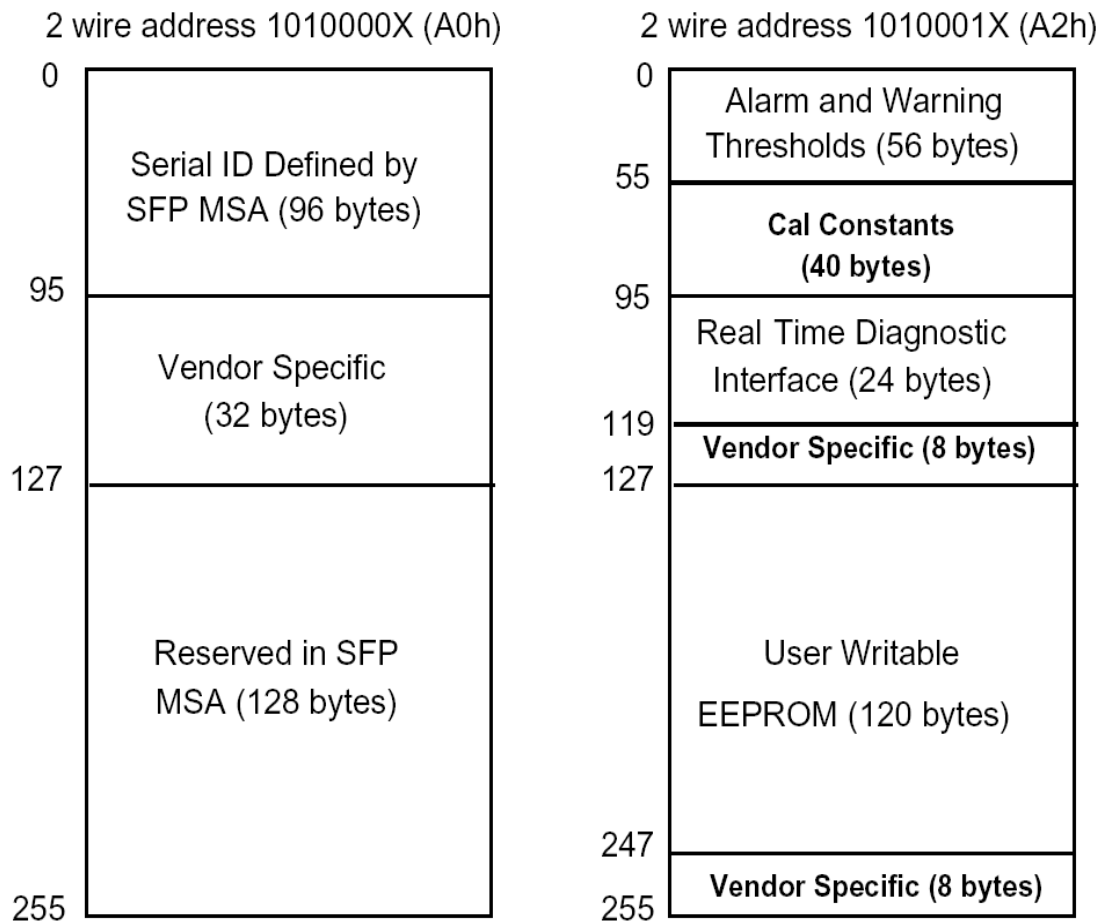 2 wire address 1010000X (A0h)
0
Serial ID Defined by
SFP MSA (96 bytes)
95
Vendor Specific
(32 bytes)
127
Reserved in SFP
MSA (128 bytes)
255
2 wire address 1010001X (A2h)
0
Alarm and Warning
Thresholds (56 bytes)
55
Cal Constants
(40 bytes)
95
Real Time Diagnostic
Interface (24 bytes)
119
Vendor Specific (8 bytes)
127
User Writable
EEPROM (120 bytes)
247
Vendor Specific (8 bytes)
255